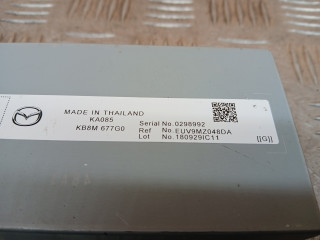 MADE IN THAILAND
KA085
KB8M 677G0
Serial No.0298992
Ref No.EUV9MZ048DA
Lot No.180929IC11
[[G]]